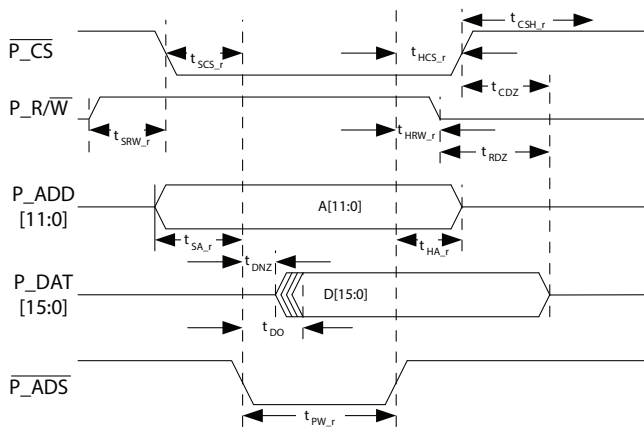 t_CSH_r
P_CS
t_SCS_r
t_HCS_r
t_CDZ
P_R/W
t_SRW_r
t_HRW_r
t_RDZ
P_ADD
[11:0]
A[11:0]
t_SA_r
t_HA_r
t_DNZ
P_DAT
[15:0]
D[15:0]
t_DO
P_ADS
t_PW_r